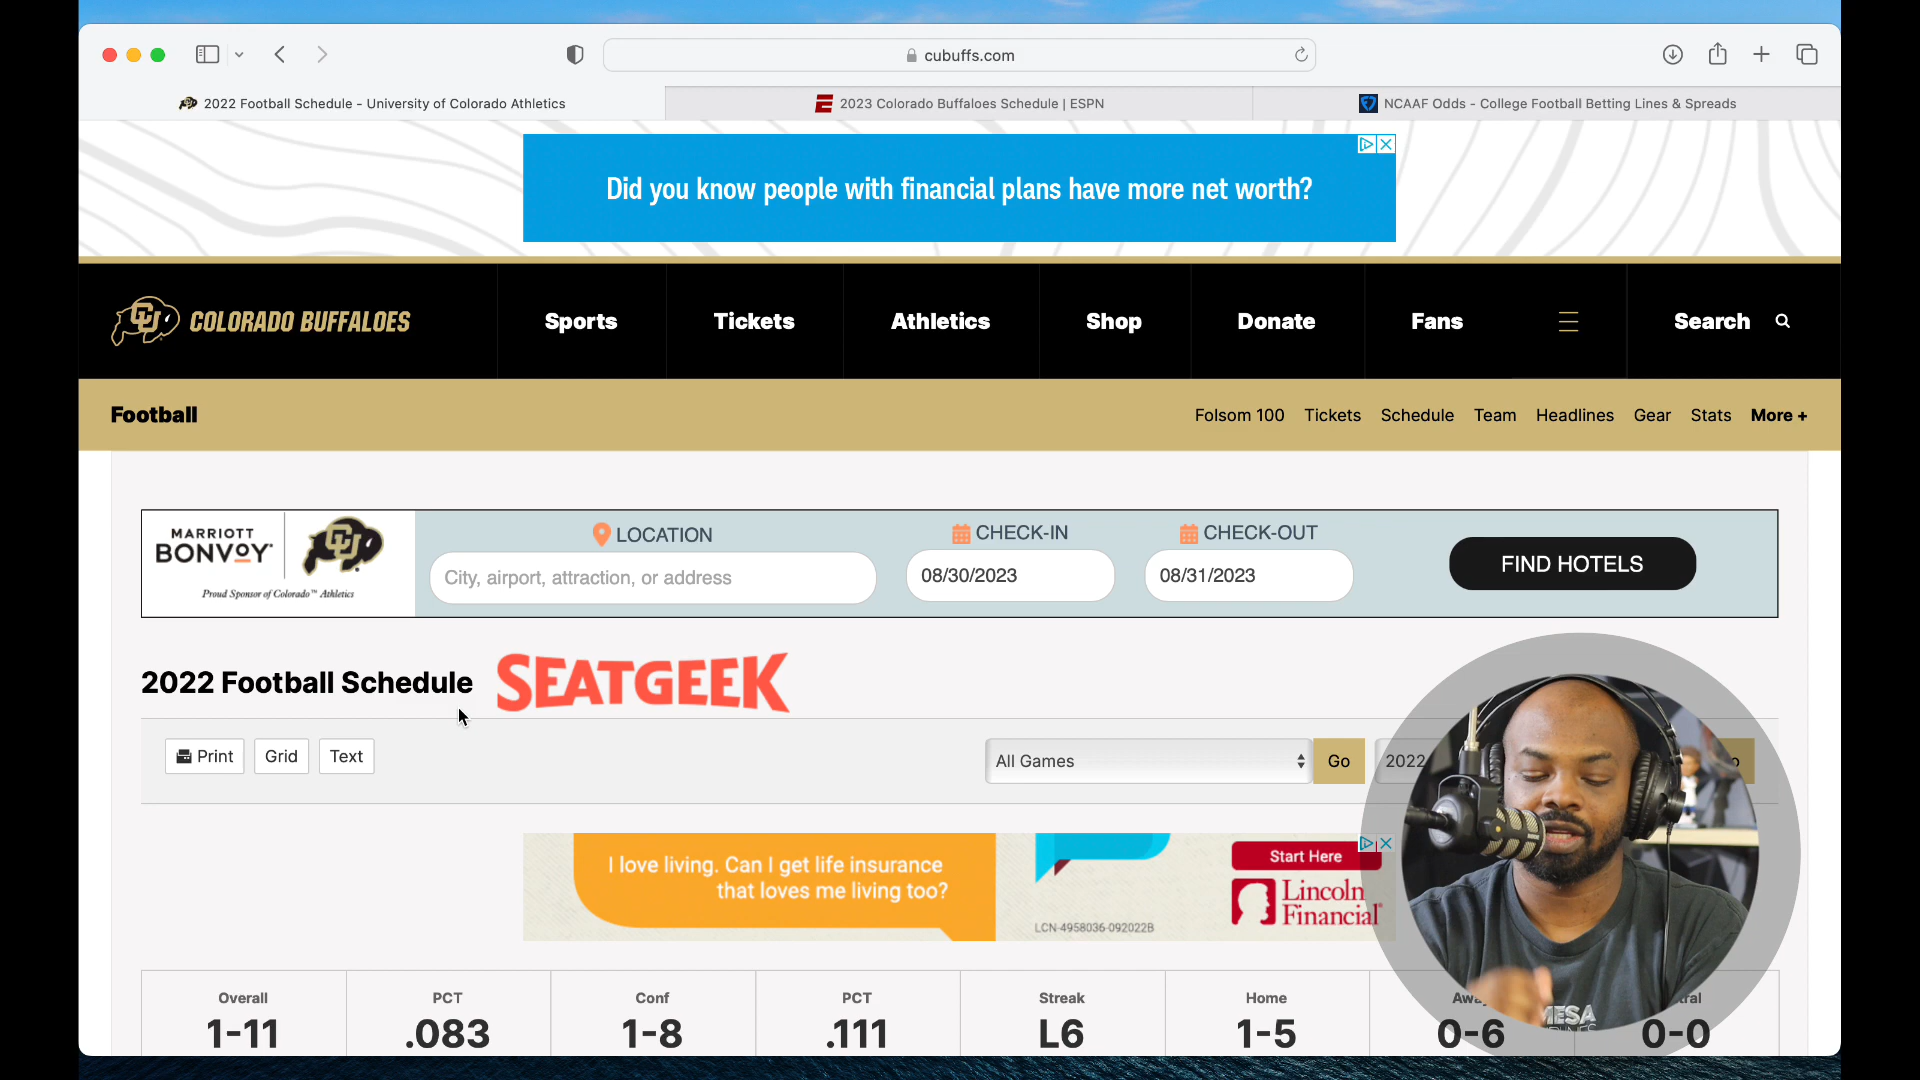 cubuffs.com
2022 Football Schedule - University of Colorado Athletics
2023 Colorado Buffaloes Schedule | ESPN
NCAAF Odds - College Football Betting Lines & Spreads
Did you know people with financial plans have more net worth?
CU COLORADO BUFFALOES
Sports
Tickets
Athletics
Shop
Donate
Fans
Search
Football
Folsom 100
Tickets
Schedule
Team
Headlines
Gear
Stats
More +
MARRIOTT
BONVOY
CU
Proud Sponsor of Colorado™ Athletics
LOCATION
City, airport, attraction, or address
CHECK-IN
08/30/2023
CHECK-OUT
08/31/2023
FIND HOTELS
2022 Football Schedule
SEATGEEK
Print
Grid
Text
All Games
Go
2022
I love living. Can I get life insurance
that loves me living too?
LCN-4958036-092022B
Start Here
Lincoln
Financial
Overall
1-11
PCT
.083
Conf
1-8
PCT
.111
Streak
L6
Home
1-5
0-6
0-0
MESA